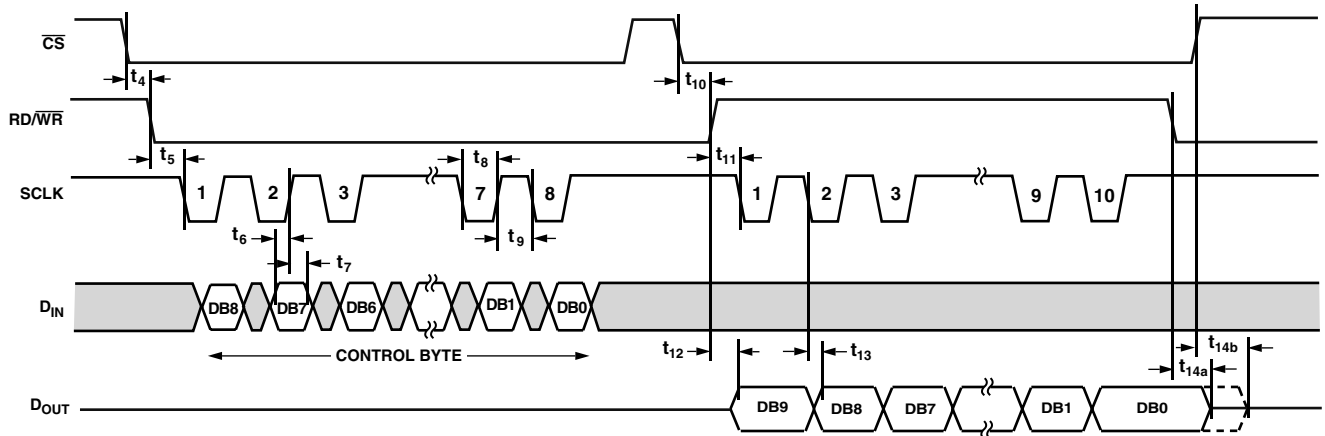 CS
t4
t10
RD/WR
t5
t8
t11
SCLK
1 2 3 7 8 1 2 3 9 10
t6
t9
t7
DIN
DB8 DB7 DB6 DB1 DB0
CONTROL BYTE
t12
t13
t14b
t14a
DOUT
DB9 DB8 DB7 DB1 DB0